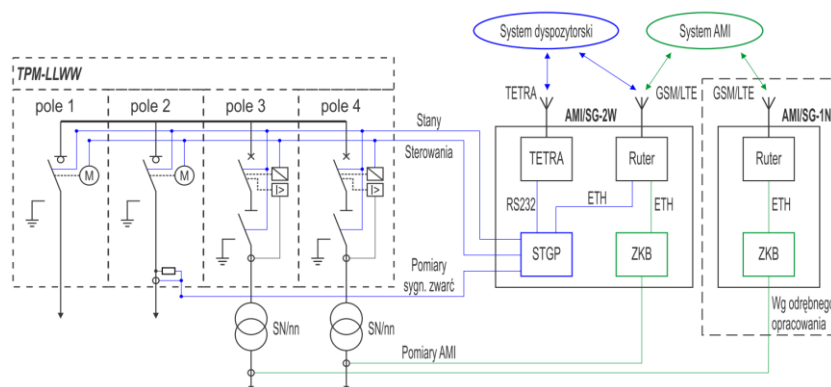 System dyspozytorski
System AMI
TPM-LLWW
pole 1
pole 2
pole 3
pole 4
Stany
Sterowania
TETRA
GSM/LTE
GSM/LTE
AMI/SG-2W
AMI/SG-1N
TETRA
Ruter
Ruter
M
M
I>
I>
RS232
ETH
ETH
ETH
STGP
ZKB
ZKB
Pomiary
sygn. zwarć
SN/nn
SN/nn
Wg odrębnego
opracowania
Pomiary AMI